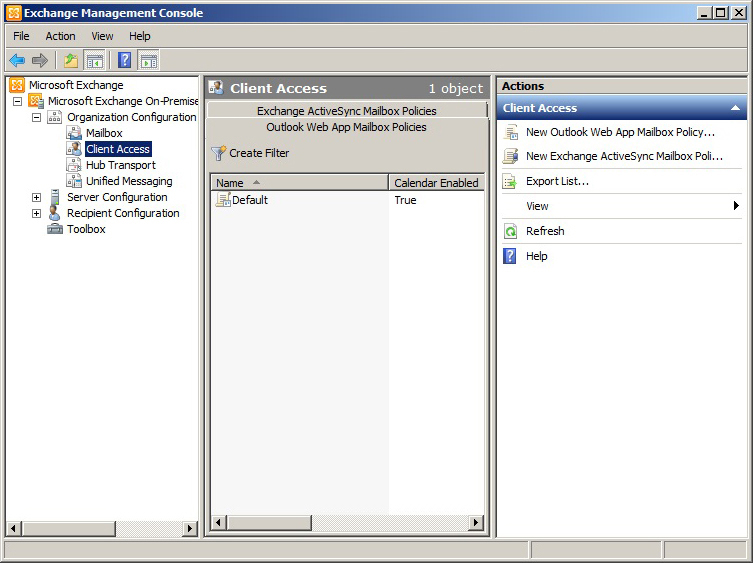 Exchange Management Console
File Action View Help
Microsoft Exchange
Microsoft Exchange On-Premise
Organization Configuration
Mailbox
Client Access
Hub Transport
Unified Messaging
Server Configuration
Recipient Configuration
Toolbox
Client Access 1 object
Exchange ActiveSync Mailbox Policies
Outlook Web App Mailbox Policies
Create Filter
Name Calendar Enabled
Default True
Actions
Client Access
New Outlook Web App Mailbox Policy...
New Exchange ActiveSync Mailbox Poli...
Export List...
View
Refresh
Help